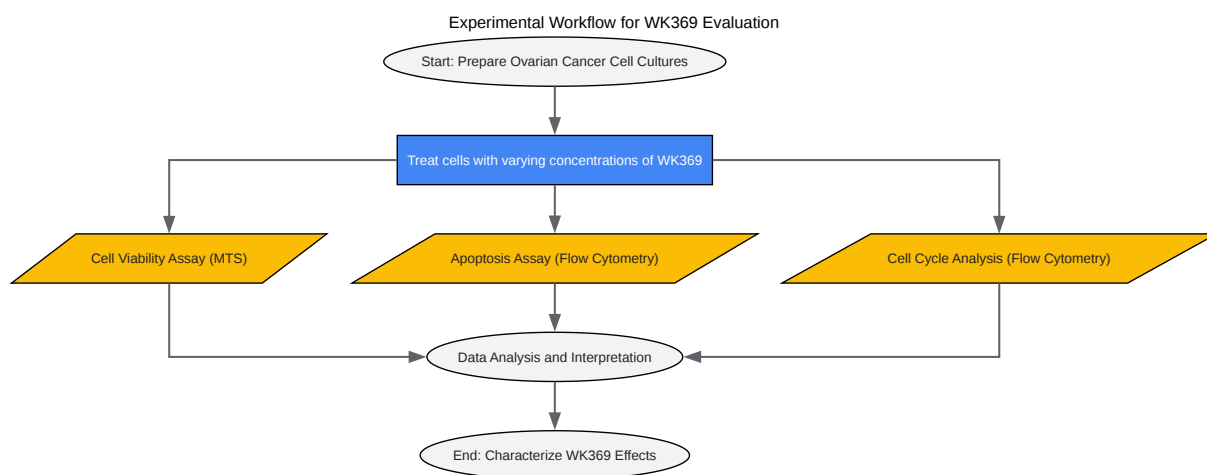 Experimental Workflow for WK369 Evaluation
Start: Prepare Ovarian Cancer Cell Cultures
Treat cells with varying concentrations of WK369
Cell Viability Assay (MTS)
Apoptosis Assay (Flow Cytometry)
Cell Cycle Analysis (Flow Cytometry)
Data Analysis and Interpretation
End: Characterize WK369 Effects